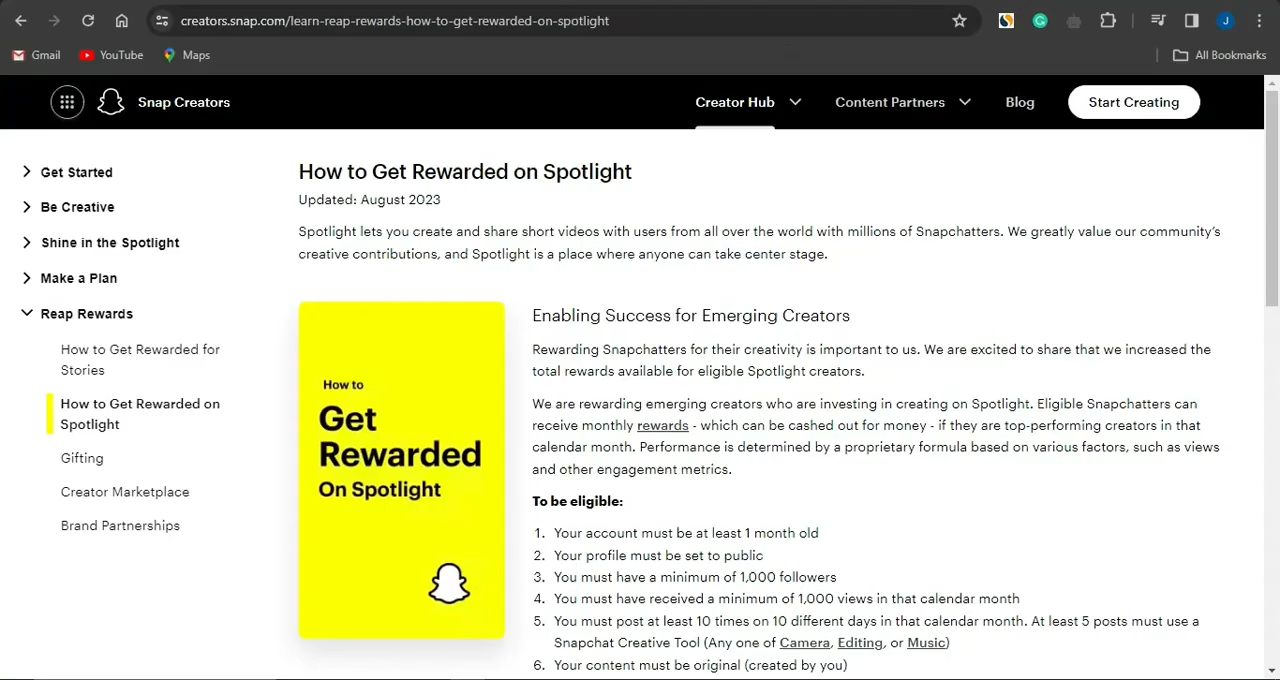 creators.snap.com/learn-reap-rewards-how-to-get-rewarded-on-spotlight
J
Gmail
YouTube
Maps
All Bookmarks
Snap Creators
Creator Hub
Content Partners
Blog
Start Creating
Get Started
Be Creative
Shine in the Spotlight
Make a Plan
Reap Rewards
How to Get Rewarded for
Stories
How to Get Rewarded on
Spotlight
Gifting
Creator Marketplace
Brand Partnerships
How to Get Rewarded on Spotlight
Updated: August 2023
Spotlight lets you create and share short videos with users from all over the world with millions of Snapchatters. We greatly value our community's
creative contributions, and Spotlight is a place where anyone can take center stage.
How to
Get
Rewarded
On Spotlight
Enabling Success for Emerging Creators
Rewarding Snapchatters for their creativity is important to us. We are excited to share that we increased the
total rewards available for eligible Spotlight creators.
We are rewarding emerging creators who are investing in creating on Spotlight. Eligible Snapchatters can
receive monthly rewards - which can be cashed out for money - if they are top-performing creators in that
calendar month. Performance is determined by a proprietary formula based on various factors, such as views
and other engagement metrics.
To be eligible:
1. Your account must be at least 1 month old
2. Your profile must be set to public
3. You must have a minimum of 1,000 followers
4. You must have received a minimum of 1,000 views in that calendar month
5. You must post at least 10 times on 10 different days in that calendar month. At least 5 posts must use a
Snapchat Creative Tool (Any one of Camera, Editing, or Music)
6. Your content must be original (created by you)